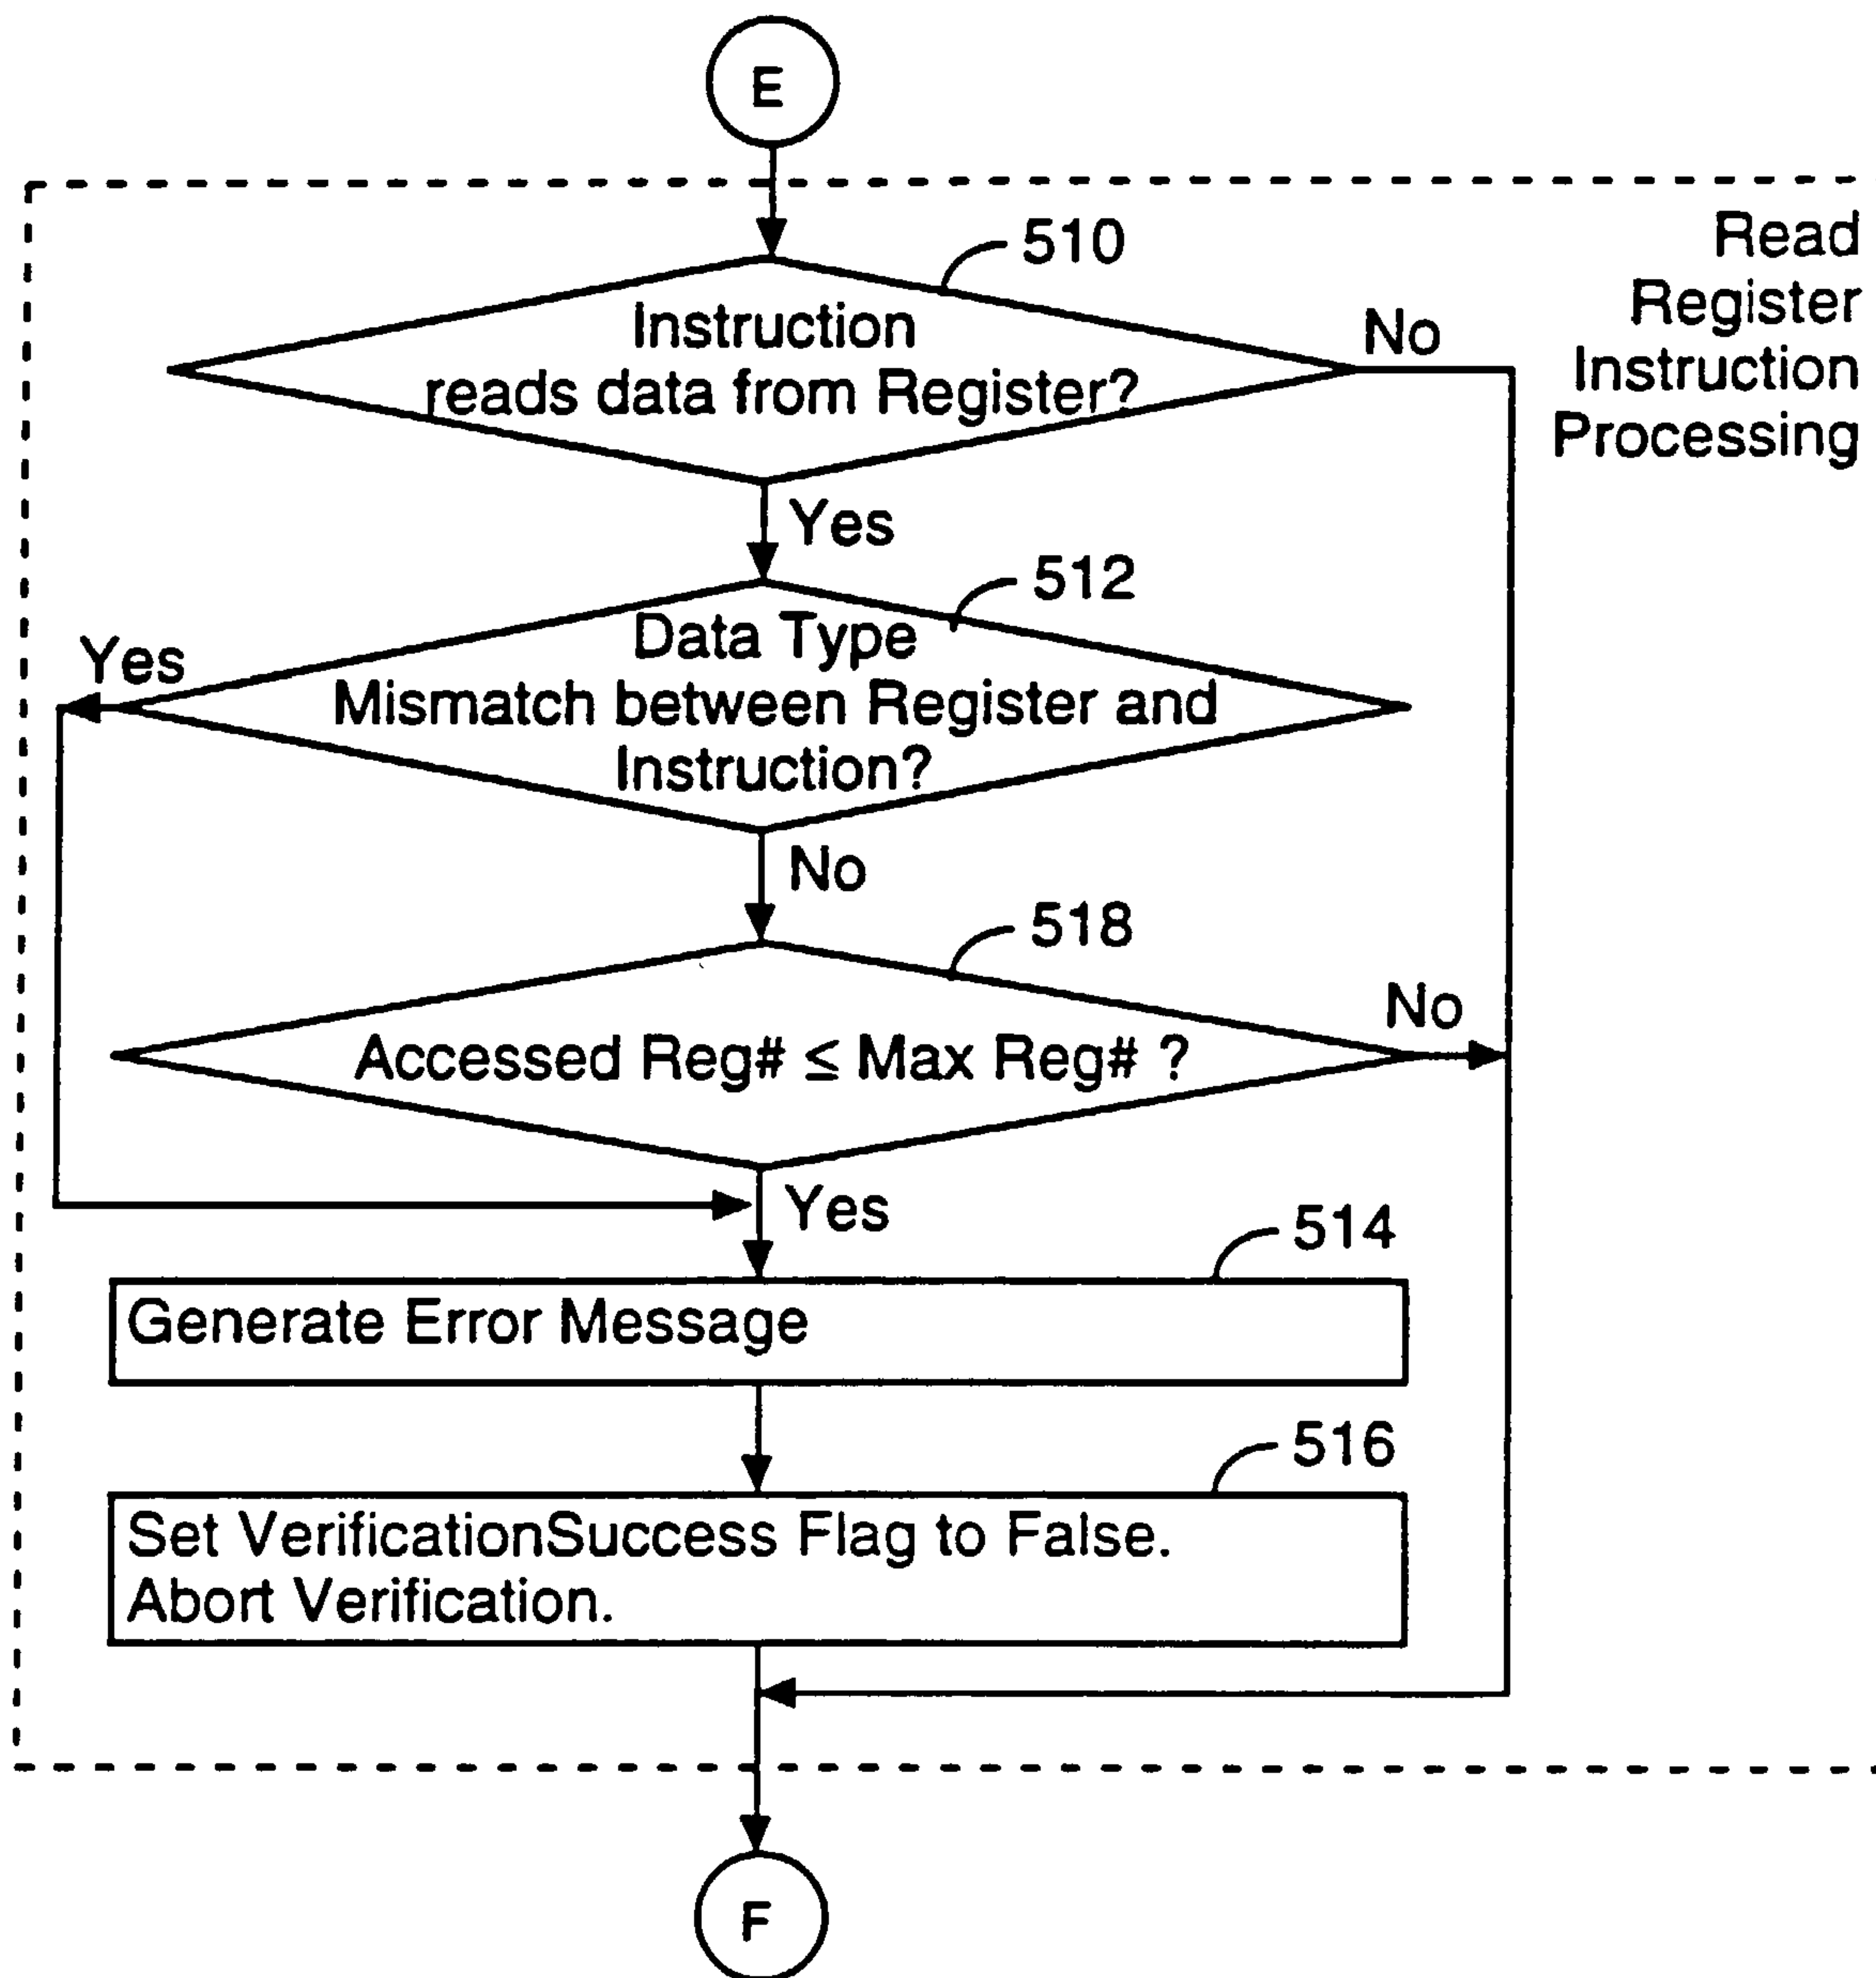 E
Read
Register
Instruction
Processing
510
Instruction
reads data from Register?
No
Yes
512
Data Type
Mismatch between Register and
Instruction?
Yes
No
518
Accessed Reg# ≤ Max Reg# ?
No
Yes
514
Generate Error Message
516
Set VerificationSuccess Flag to False.
Abort Verification.
F